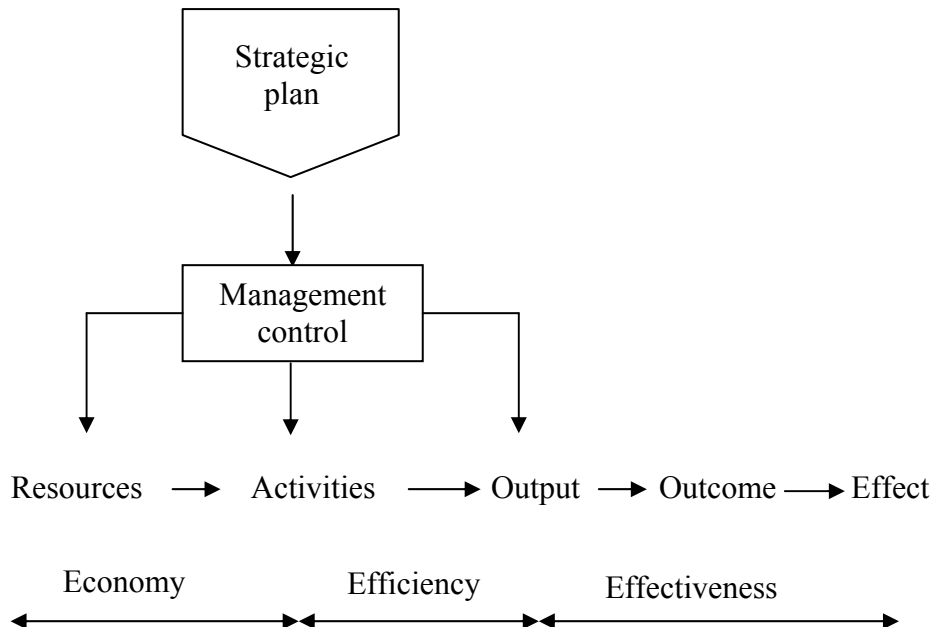 Strategic
plan
Management
control
Resources Activities Output Outcome Effect
Economy Efficiency Effectiveness